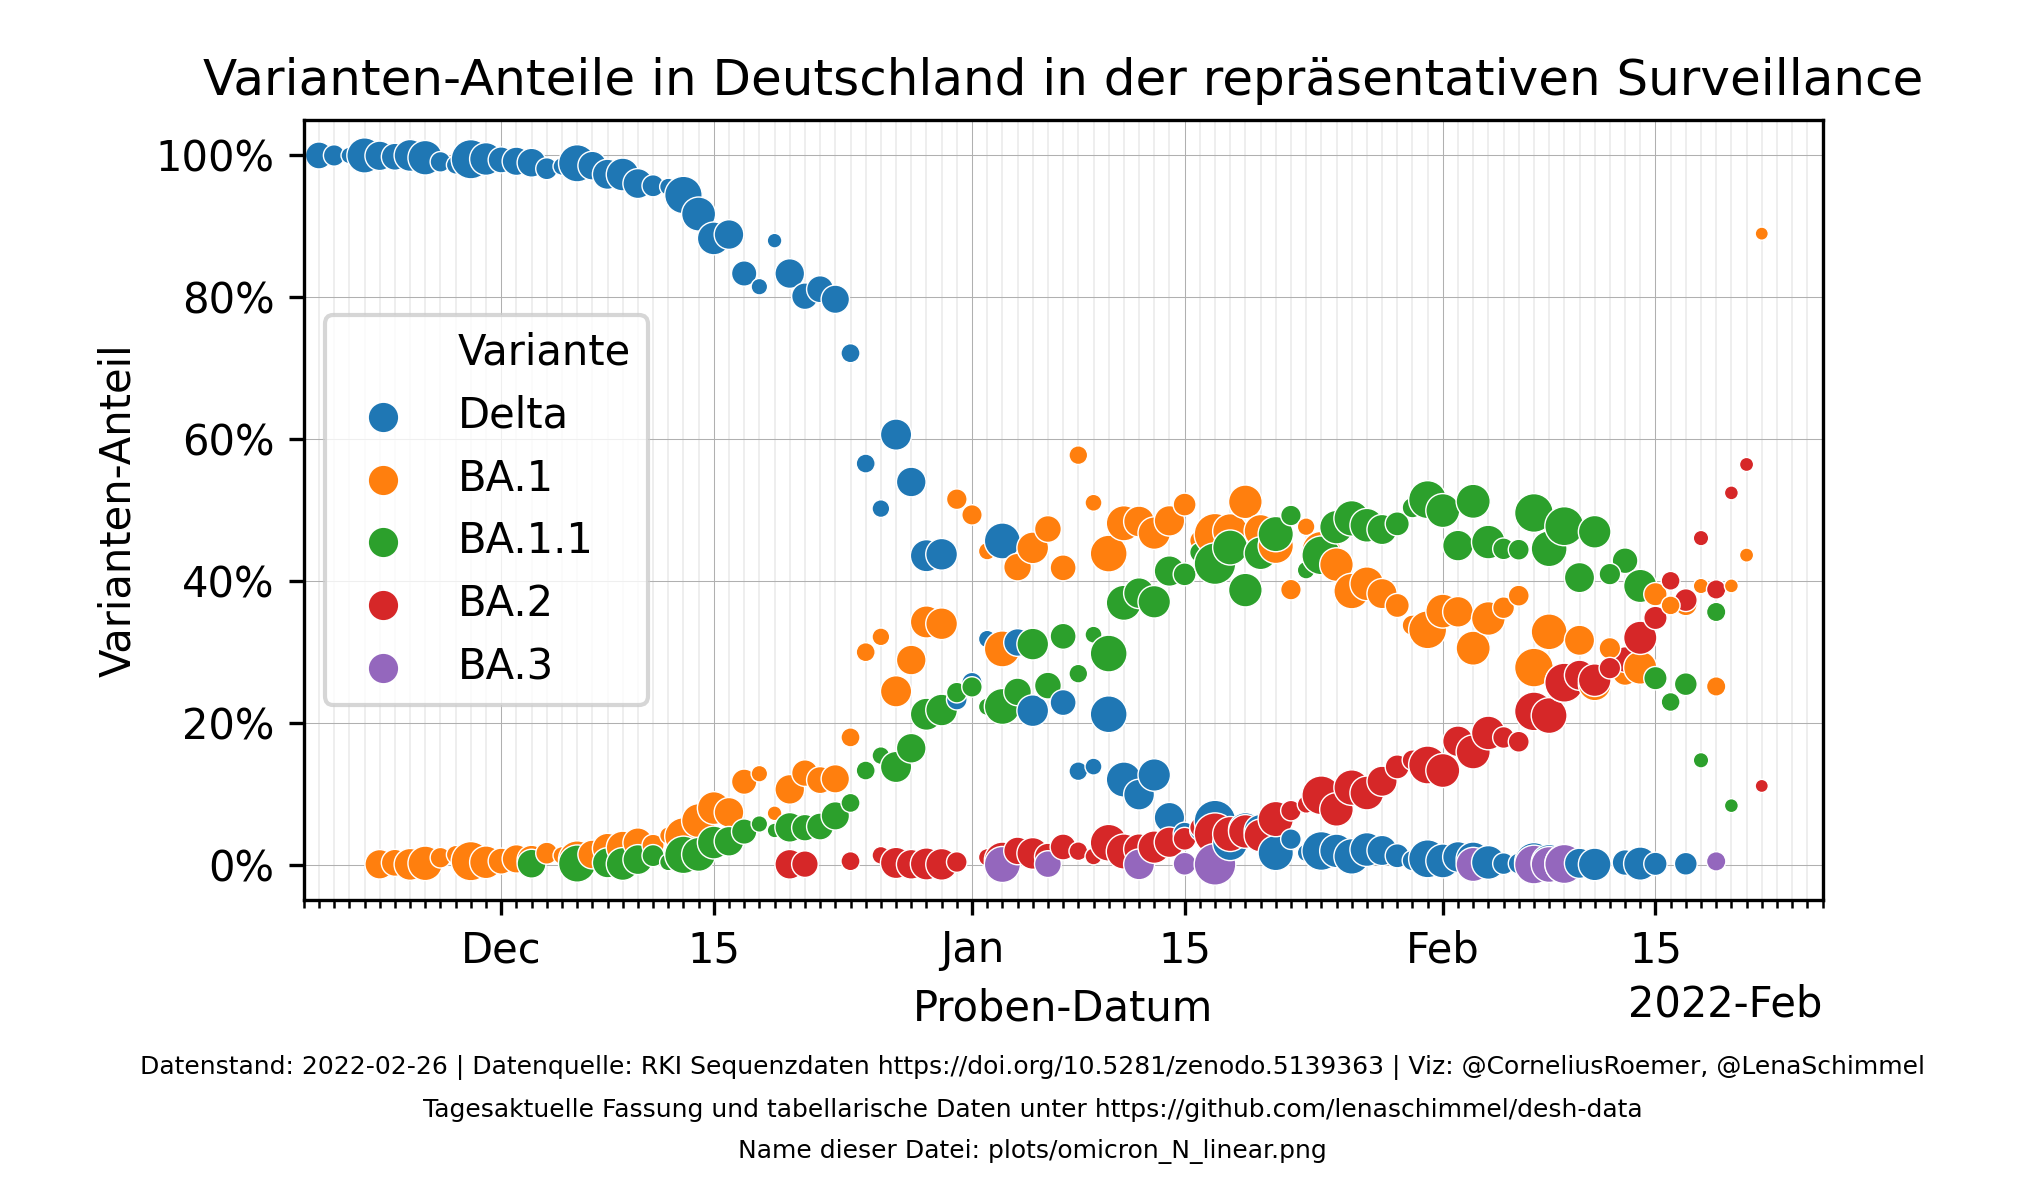 Varianten-Anteile in Deutschland in der repräsentativen Surveillance
Varianten-Anteil
100%
80%
60%
40%
20%
0%
Variante
Delta
BA.1
BA.1.1
BA.2
BA.3
Dec 15 Jan 15 Feb 15
Proben-Datum
2022-Feb
Datenstand: 2022-02-26 | Datenquelle: RKI Sequenzdaten https://doi.org/10.5281/zenodo.5139363 | Viz: @CorneliusRoemer, @LenaSchimmel
Tagesaktuelle Fassung und tabellarische Daten unter https://github.com/lenaschimmel/desh-data
Name dieser Datei: plots/omicron_N_linear.png